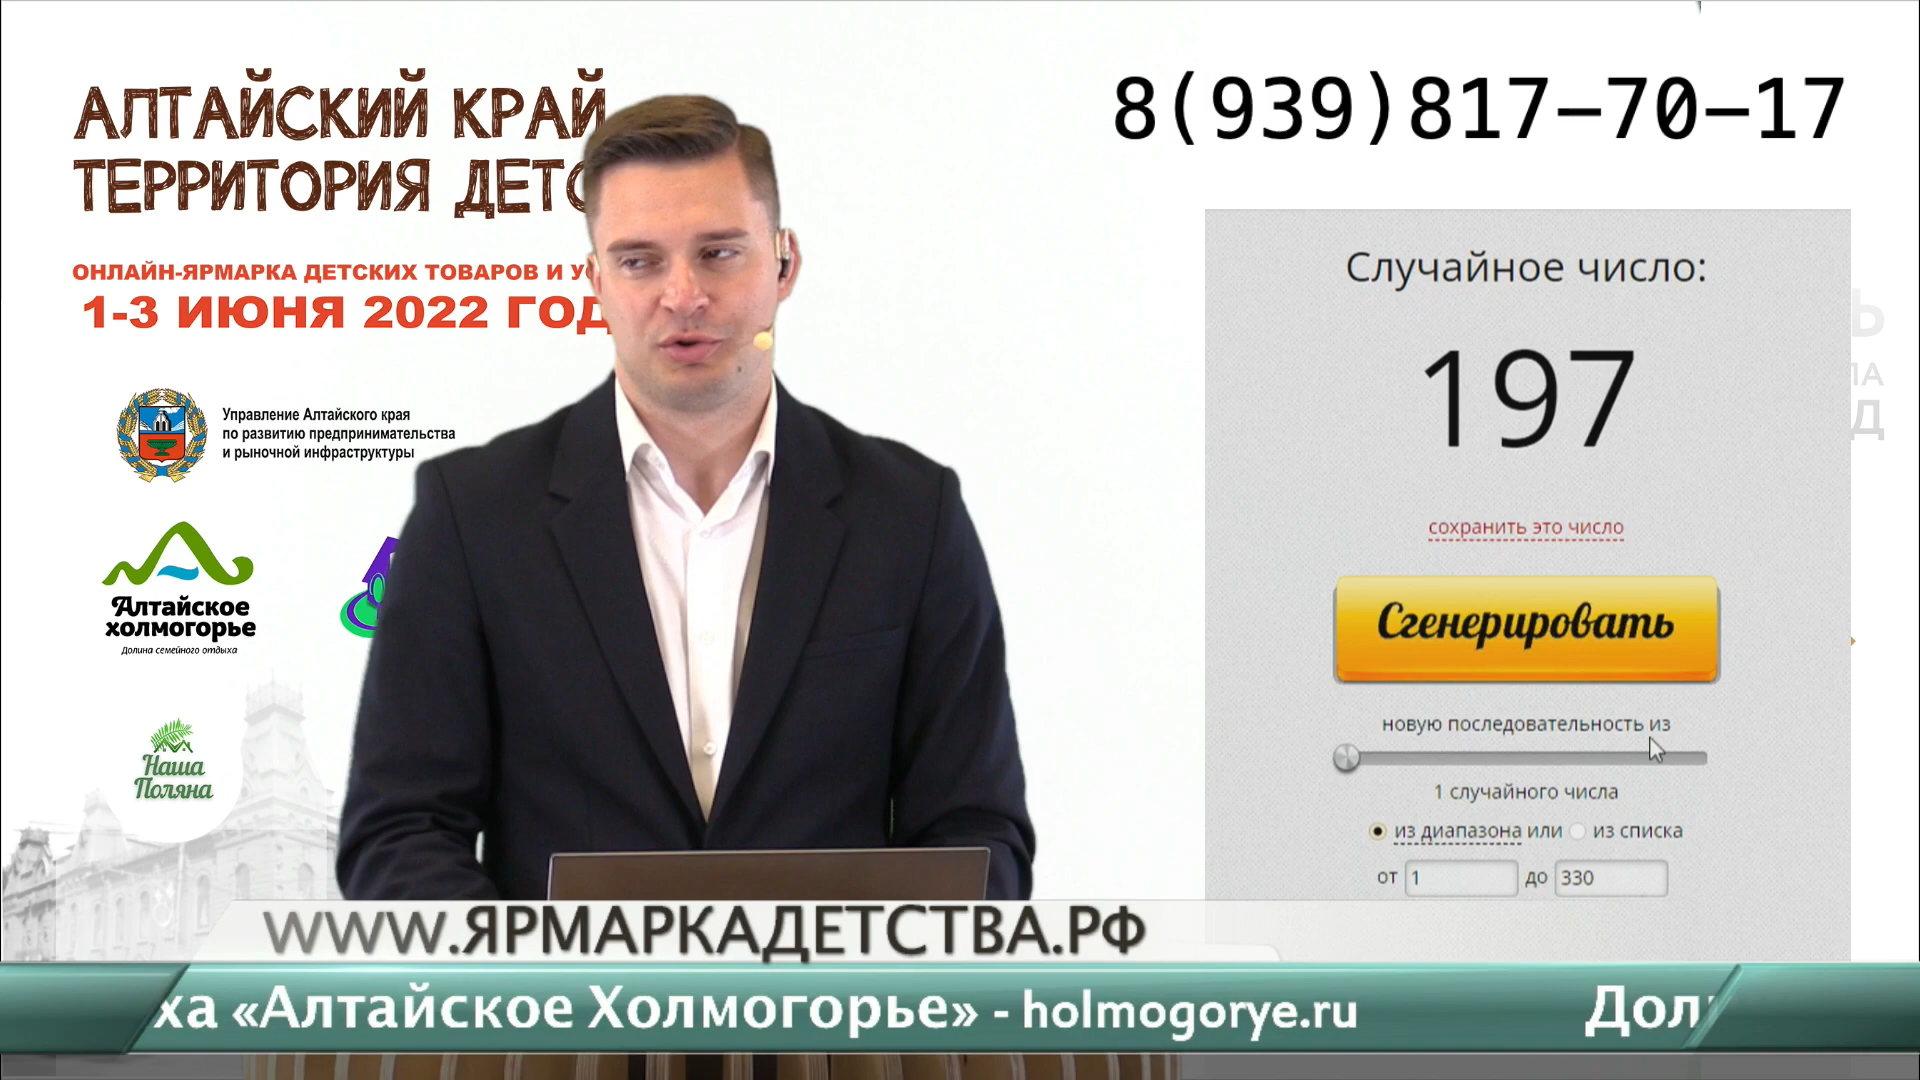 АЛТАЙСКИЙ КРАЙ
ТЕРРИТОРИЯ
ОНЛАЙН-ЯРМАРКА ДЕТСКИХ ТОВАРОВ И
1-3 ИЮНЯ 2022 ГОД
Управление Алтайского края
по развитию предпринимательства
и рыночной инфраструктуры
Алтайское
холмогорье
Долина семейного отдыха
Наша
Поляна
8(939)817-70-17
Случайное число:
197
сохранить это число
Сгенерировать
новую последовательность из
1 случайного числа
из диапазона или из списка
от 1 до 330
WWW.ЯРМАРКАДЕТСТВА.РФ
ха «Алтайское Холмогорье» - holmogorye.ru Дол